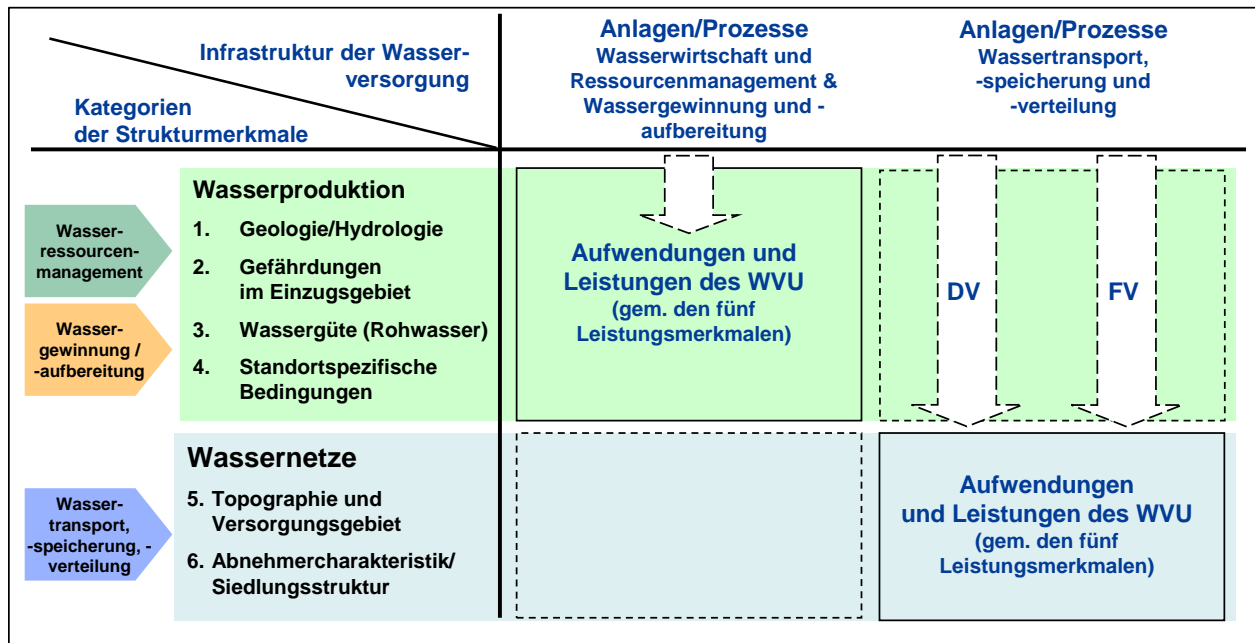 Infrastruktur der Wasser-
versorgung
Kategorien
der Strukturmerkmale
Anlagen/Prozesse
Wasserwirtschaft und
Ressourcenmanagement &
Wassergewinnung und -
aufbereitung
Anlagen/Prozesse
Wassertransport,
-speicherung und
-verteilung
Wasser-
ressourcen-
management
Wasser-
gewinnung /
-aufbereitung
Wasserproduktion
1. Geologie/Hydrologie
2. Gefährdungen
im Einzugsgebiet
3. Wassergüte (Rohwasser)
4. Standortspezifische
Bedingungen
Aufwendungen und
Leistungen des WVU
(gem. den fünf
Leistungsmerkmalen)
DV
FV
Wasser-
transport,
-speicherung, -
verteilung
Wassernetze
5. Topographie und
Versorgungsgebiet
6. Abnehmercharakteristik/
Siedlungsstruktur
Aufwendungen
und Leistungen des WVU
(gem. den fünf
Leistungsmerkmalen)